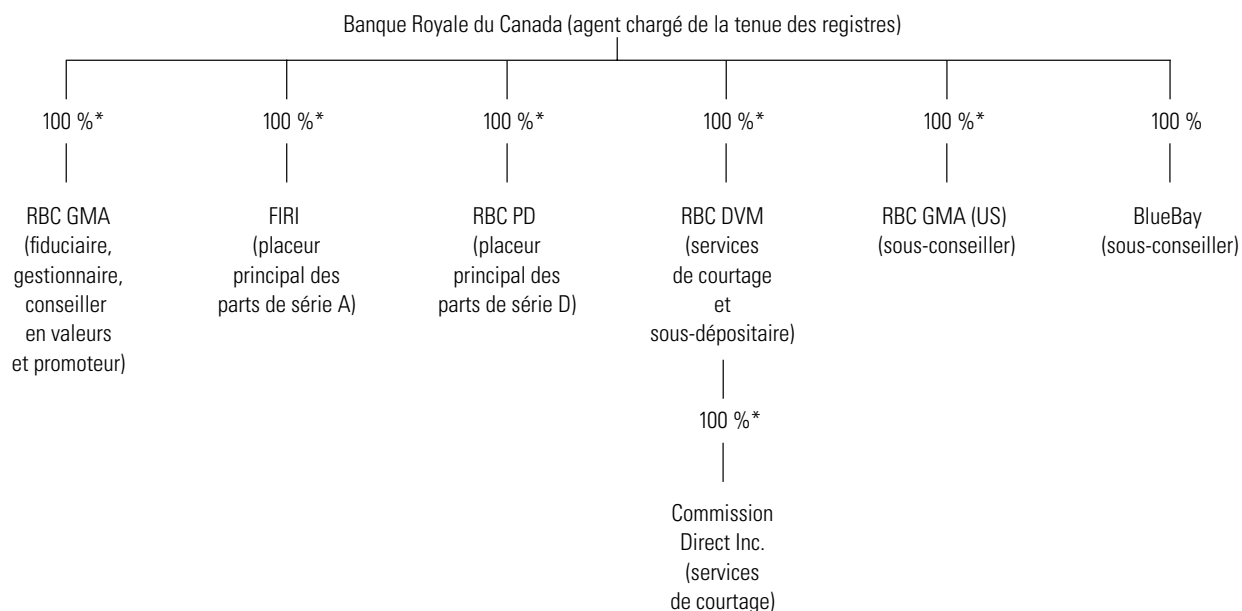 Banque Royale du Canada (agent chargé de la tenue des registres)
100 %*
100 %*
100 %*
100 %*
100 %*
100 %
RBC GMA
(fiduciaire,
gestionnaire,
conseiller
en valeurs
et promoteur)
FIRI
(placeur
principal des
parts de série A)
RBC PD
(placeur
principal des
parts de série D)
RBC DVM
(services
de courtage
et
sous-dépositaire)
RBC GMA (US)
(sous-conseiller)
BlueBay
(sous-conseiller)
100 %*
Commission
Direct Inc.
(services
de courtage)